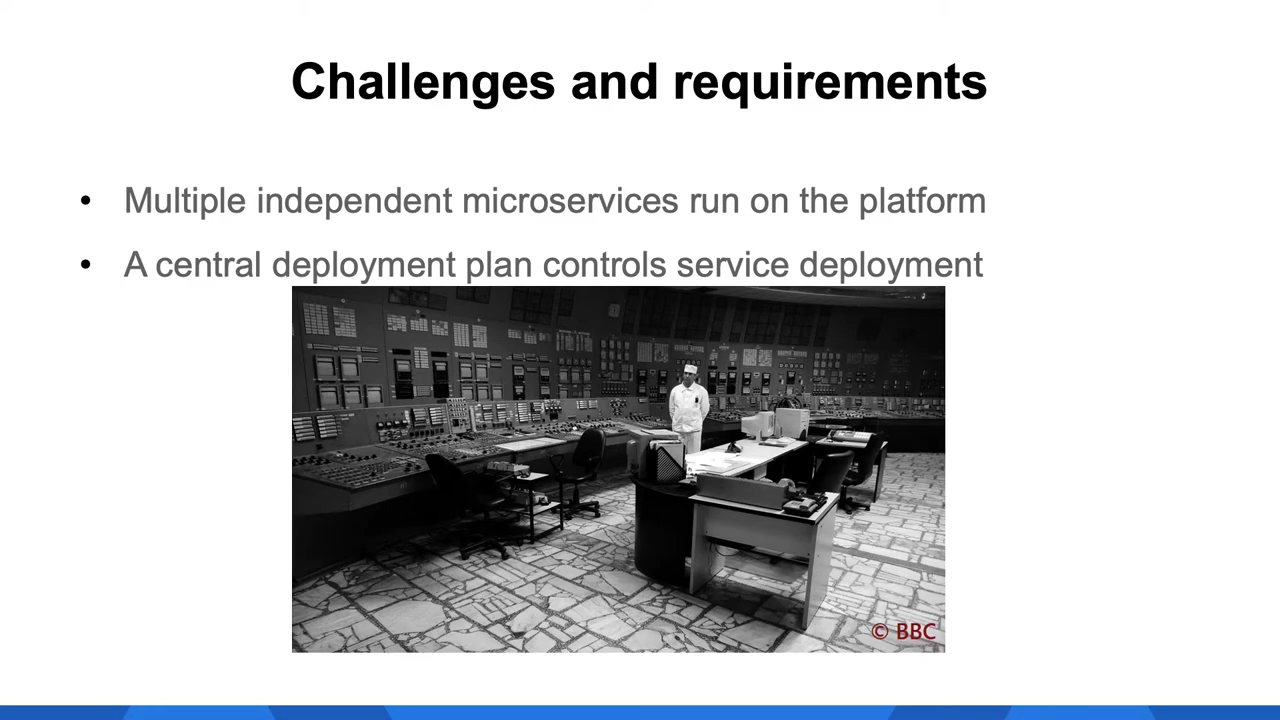 Challenges and requirements
• Multiple independent microservices run on the platform
• A central deployment plan controls service deployment
© BBC